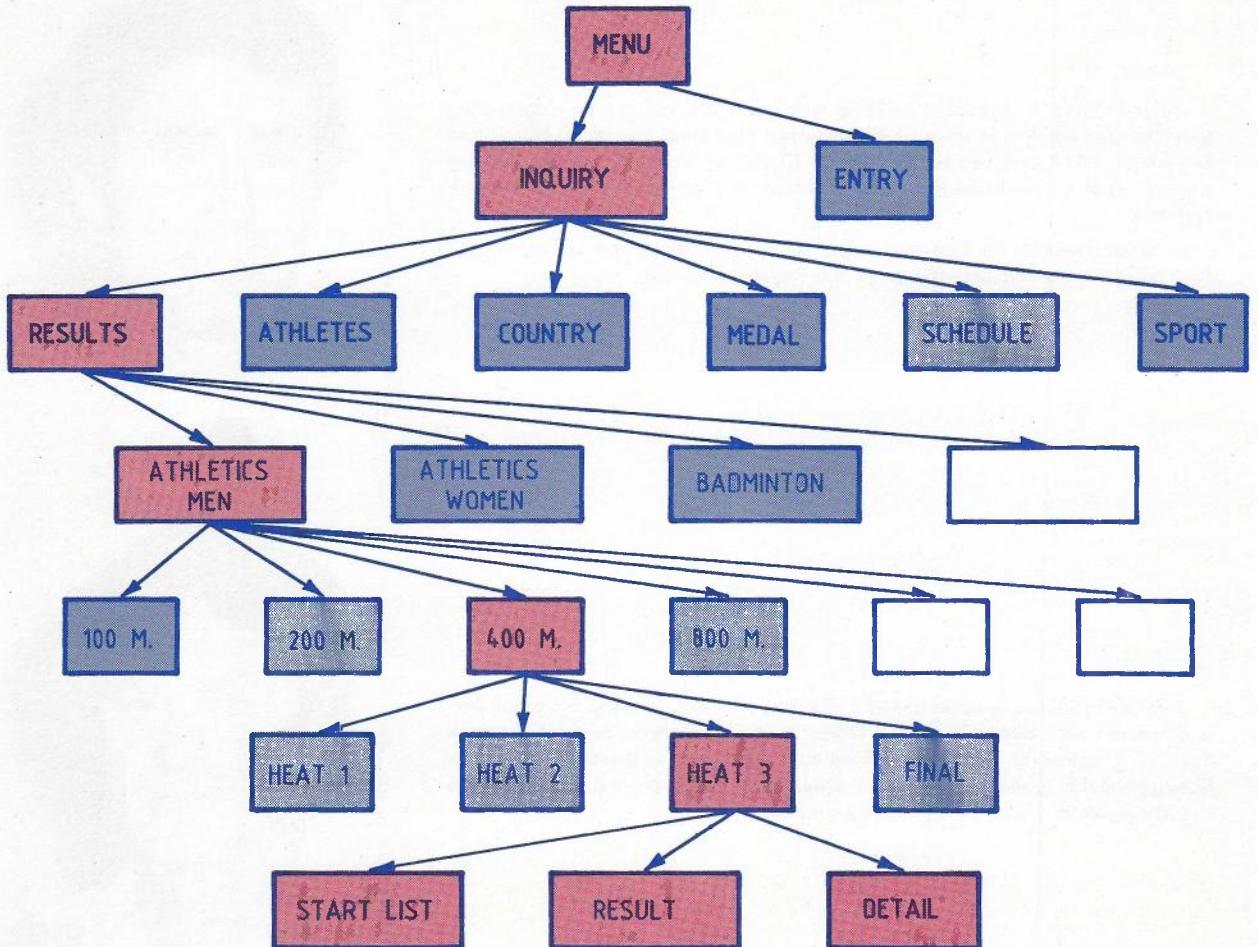 MENU
INQUIRY
ENTRY
RESULTS
ATHLETES
COUNTRY
MEDAL
SCHEDULE
SPORT
ATHLETICS
MEN
ATHLETICS
WOMEN
BADMINTON
100 M.
200 M.
400 M.
800 M.
HEAT 1
HEAT 2
HEAT 3
FINAL
START LIST
RESULT
DETAIL